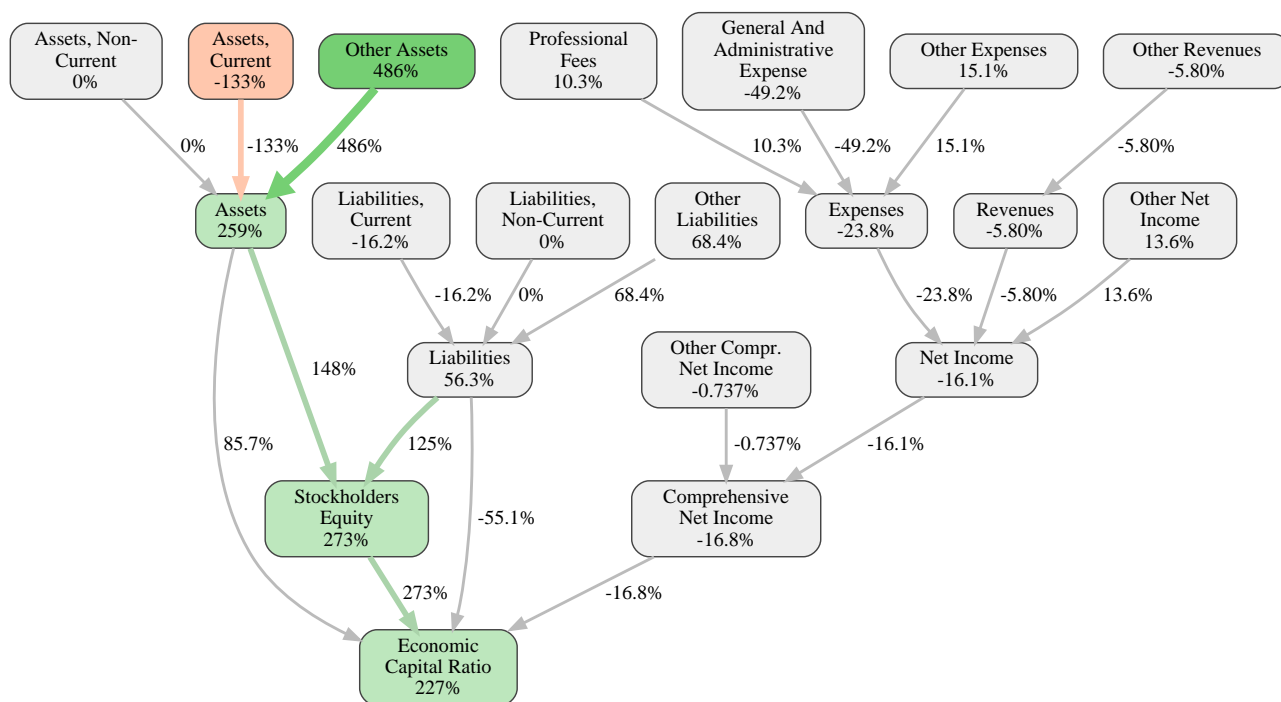 Assets, Non-
Current
0%
Assets,
Current
-133%
Other Assets
486%
Professional
Fees
10.3%
General And
Administrative
Expense
-49.2%
Other Expenses
15.1%
Other Revenues
-5.80%
0%
-133%
486%
10.3%
-49.2%
15.1%
-5.80%
Assets
259%
Liabilities,
Current
-16.2%
Liabilities,
Non-Current
0%
Other
Liabilities
68.4%
Expenses
-23.8%
Revenues
-5.80%
Other Net
Income
13.6%
-16.2%
0%
68.4%
-23.8%
-5.80%
13.6%
148%
Liabilities
56.3%
Other Compr.
Net Income
-0.737%
Net Income
-16.1%
85.7%
125%
-0.737%
-16.1%
Stockholders
Equity
273%
-55.1%
Comprehensive
Net Income
-16.8%
273%
-16.8%
Economic
Capital Ratio
227%